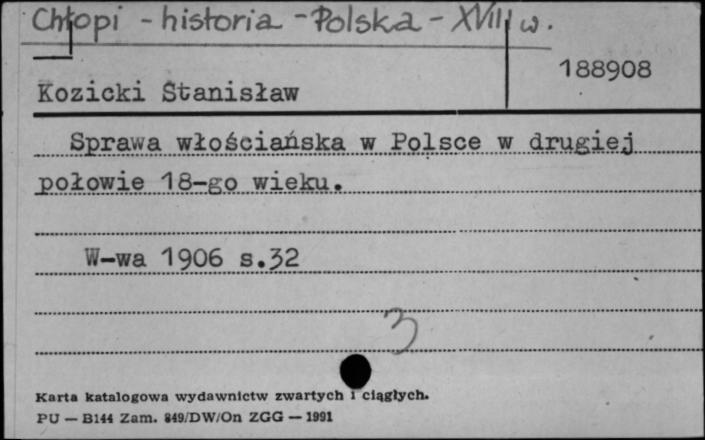 Chłopi - historia - Polska - XVIII w.
188908
Kozicki Stanisław
Sprawa włościańska w Polsce w drugiej
połowie 18-go wieku.
W-wa 1906 s.32
3
Karta katalogowa wydawnictw zwartych i ciągłych.
PU — B144 Zam. 849/DW/On ZGG — 1991